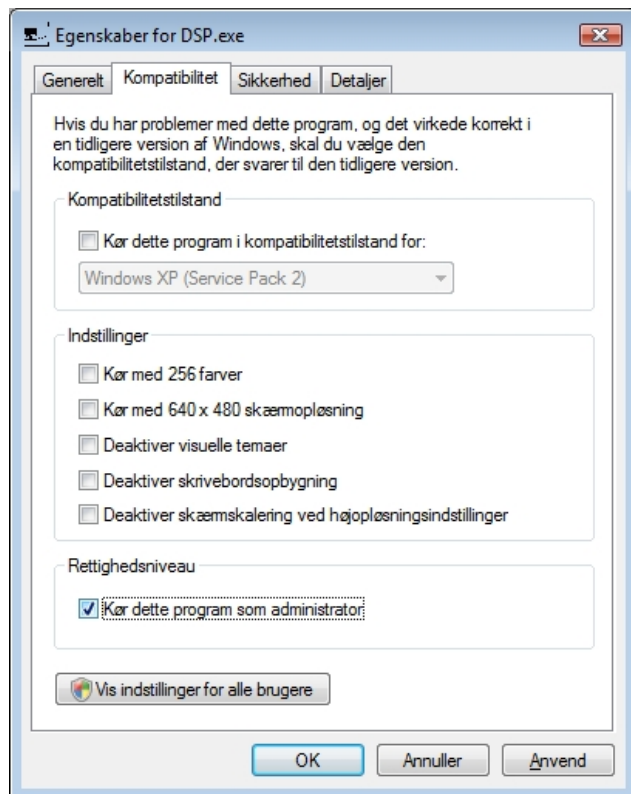 Egenskaber for DSP.exe
Generelt Kompatibilitet Sikkerhed Detaljer
Hvis du har problemer med dette program, og det virkede korrekt i
en tidligere version af Windows, skal du vælge den
kompatibilitetstilstand, der svarer til den tidligere version.
Kompatibilitetstilstand
Kør dette program i kompatibilitetstilstand for:
Windows XP (Service Pack 2)
Indstillinger
Kør med 256 farver
Kør med 640 x 480 skærmopløsning
Deaktiver visuelle temaer
Deaktiver skrivebordsopbygning
Deaktiver skærmskalering ved højopløsningsindstillinger
Rettighedsniveau
Kør dette program som administrator
Vis indstillinger for alle brugere
OK Annuller Anvend